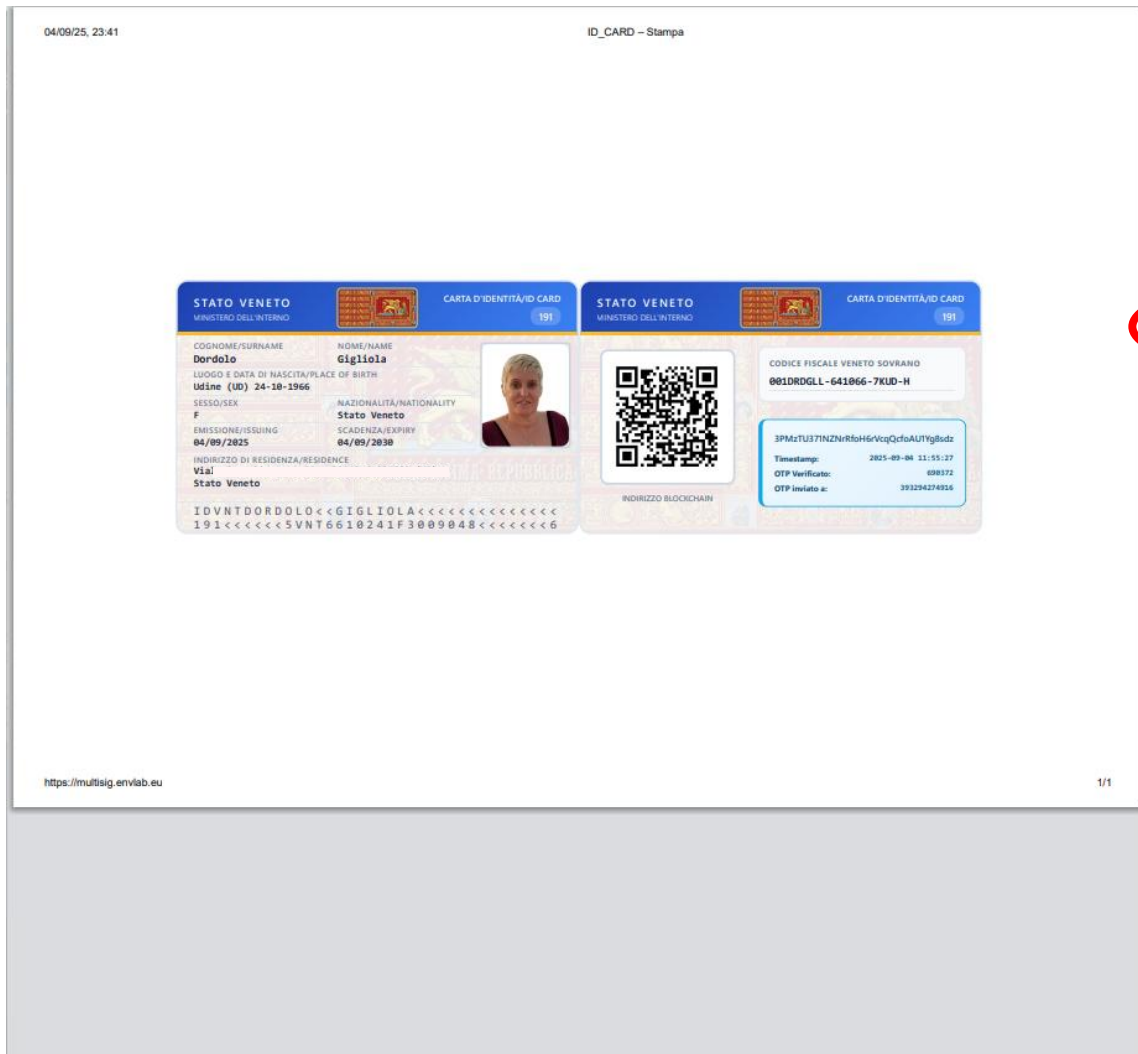 04/09/25, 23:41 ID_CARD – Stampa
STATO VENETO
MINISTERO DELL'INTERNO
CARTA D'IDENTITÀ/ID CARD
191
COGNOME/SURNAME NOME/NAME
Dordolo Gigliola
LUOGO E DATA DI NASCITA/PLACE OF BIRTH
Udine (UD) 24-10-1966
SESSO/SEX NAZIONALITÀ/NATIONALITY
F Stato Veneto
EMISSIONE/ISSUING SCADENZA/EXPIRY
04/09/2025 04/09/2030
INDIRIZZO DI RESIDENZA/RESIDENCE
Vial
Stato Veneto
IDVNTDORDOLO<<GIGLIOLA<<<<<<<<<<<<<<
191<<<<<<5VNT6610241F3009048<<<<<<<6
STATO VENETO
MINISTERO DELL'INTERNO
CARTA D'IDENTITÀ/ID CARD
191
INDIRIZZO BLOCKCHAIN
CODICE FISCALE VENETO SOVRANO
001DRDGLL-641066-7KUD-H
3PMzTU371NZNrRfoH6rVcqQcfoAU1Yg8sdz
Timestamp: 2025-09-04 11:55:27
OTP Verificato: 690372
OTP inviato a: 393294274916
https://multisig.envlab.eu 1/1